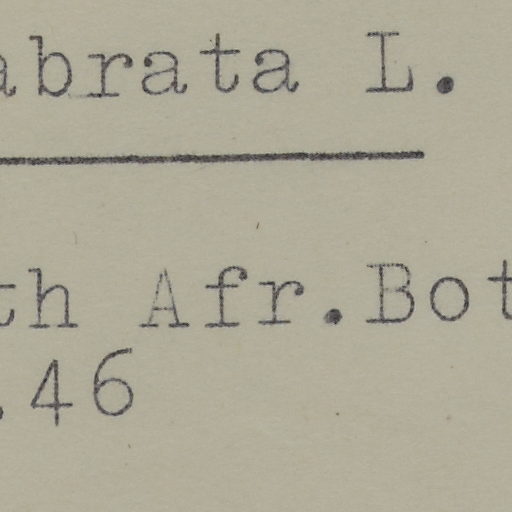 abrata L.
th Afr.Bot
.46